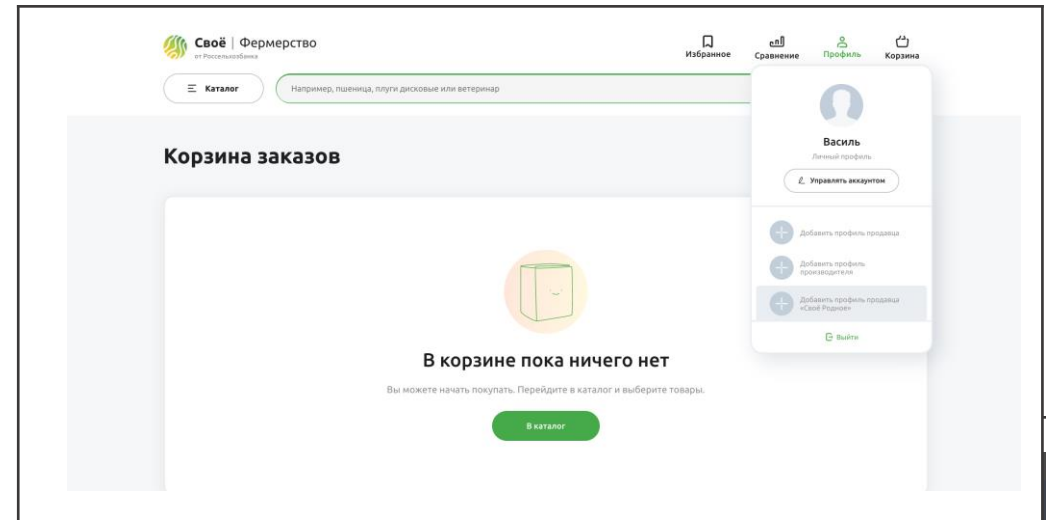 Своё | Фермерство
от Россельхозбанка
Избранное
Сравнение
Профиль
Корзина
Каталог
Например, пшеница, плуги дисковые или ветеринар
Василь
Личный профиль
Управлять аккаунтом
Корзина заказов
Добавить профиль продавца
Добавить профиль
производителя
Добавить профиль продавца
«Своё Родное»
Выйти
В корзине пока ничего нет
Вы можете начать покупать. Перейдите в каталог и выберите товары.
В каталог